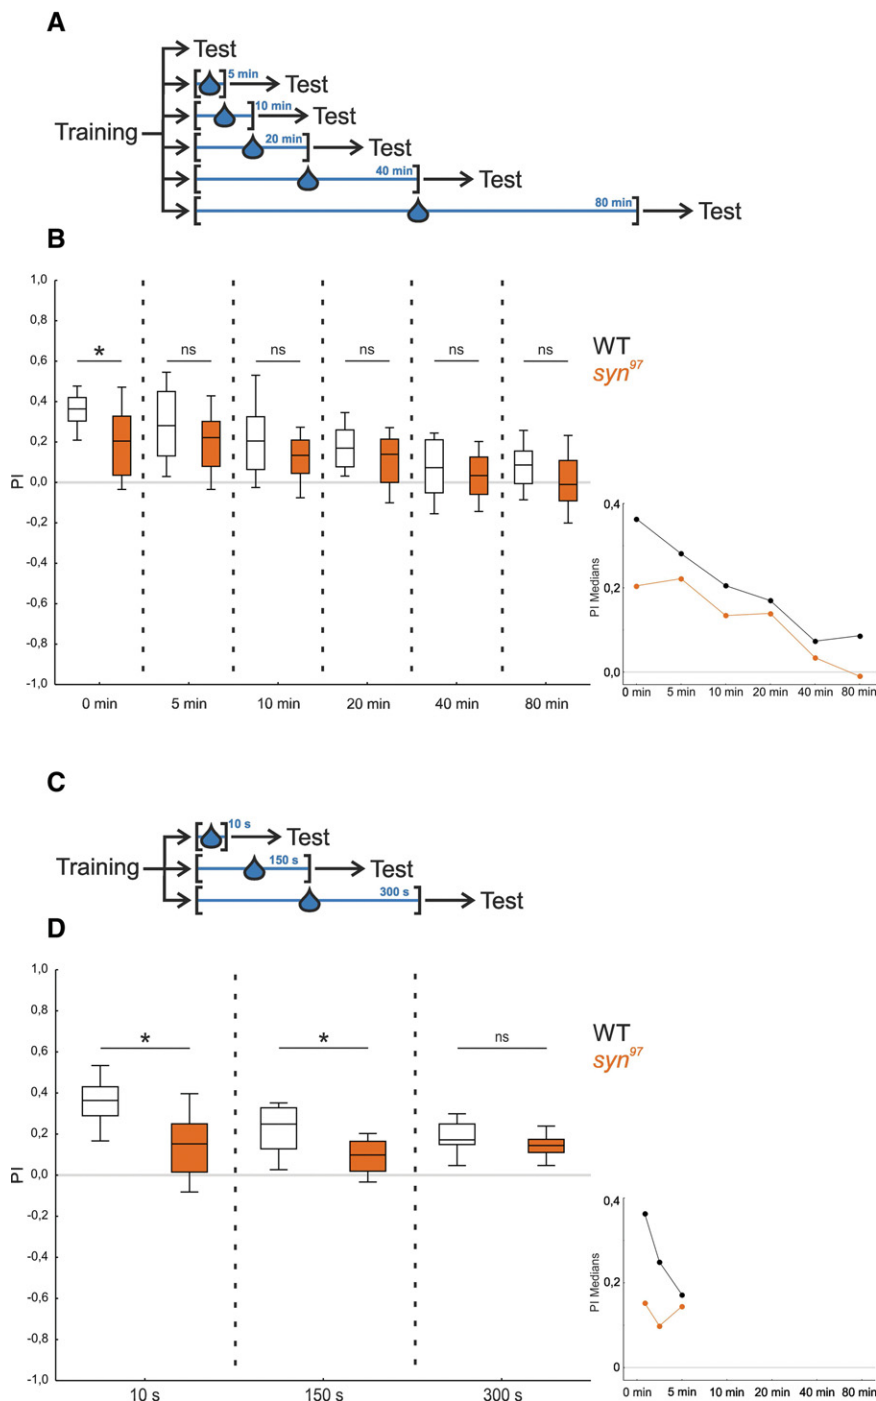 A
Test
5 min
Test
10 min
Test
Training
20 min
Test
40 min
Test
80 min
Test
B
1,0
0,8
0,6
0,4
0,2
0,0
-0,2
-0,4
-0,6
-0,8
-1,0
PI
* ns ns ns ns ns
WT
syn97
0 min 5 min 10 min 20 min 40 min 80 min
0,4
0,2
0,0
PI Medians
0 min 5 min 10 min 20 min 40 min 80 min
C
10 s
Test
Training
150 s
Test
300 s
Test
D
1,0
0,8
0,6
0,4
0,2
0,0
-0,2
-0,4
-0,6
-0,8
-1,0
PI
* * ns
WT
syn97
10 s 150 s 300 s
0,4
0,2
0
PI Medians
0 min 5 min 10 min 20 min 40 min 80 min